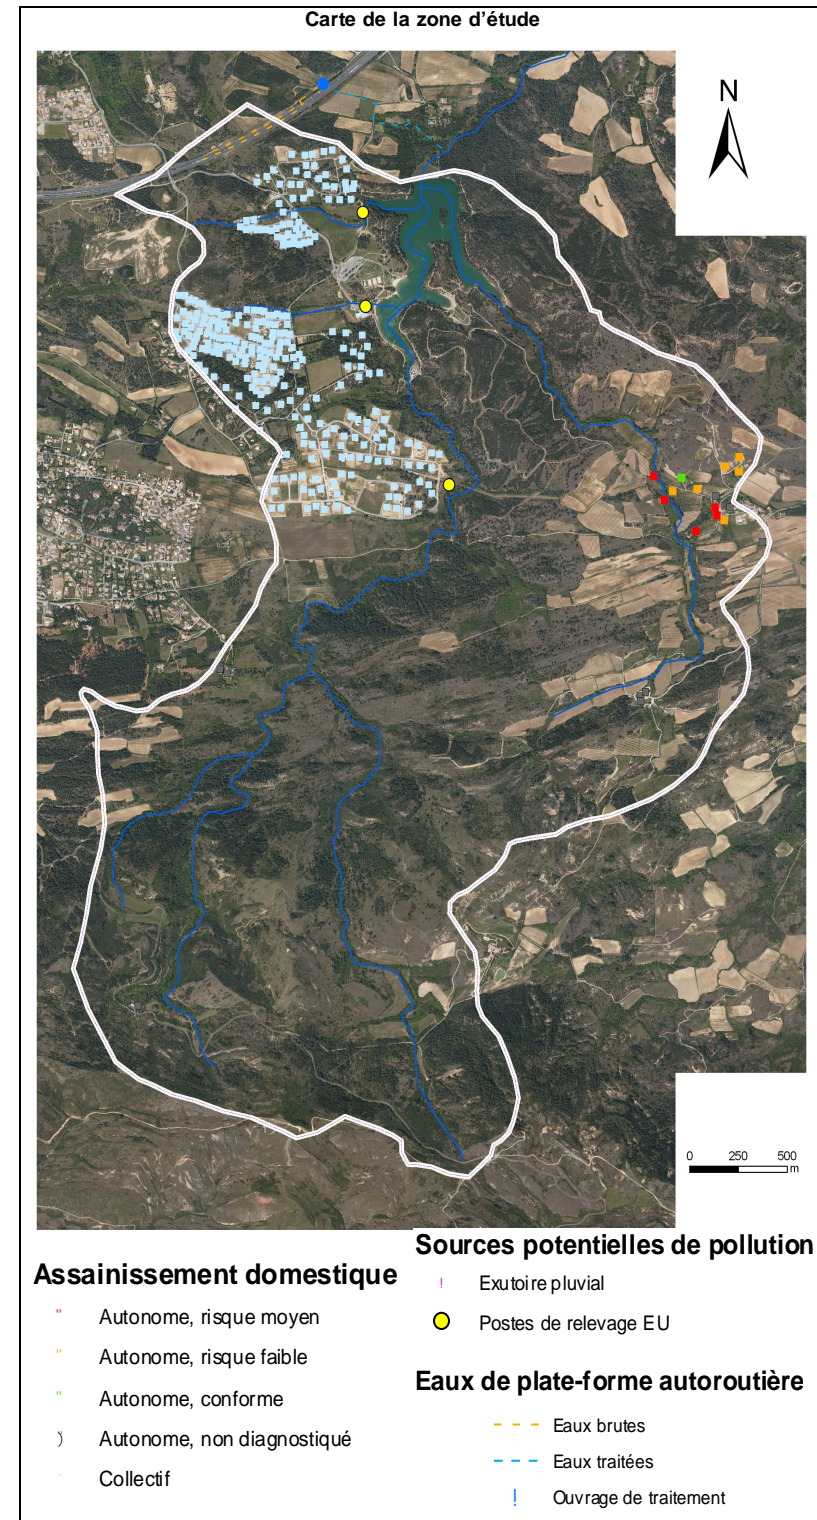 Carte de la zone d'étude
N
0 250 500
m
Assainissement domestique
" Autonome, risque moyen
" Autonome, risque faible
" Autonome, conforme
) Autonome, non diagnostiqué
" Collectif
Sources potentielles de pollution
! Exutoire pluvial
Postes de relevage EU
Eaux de plate-forme autoroutière
Eaux brutes
Eaux traitées
! Ouvrage de traitement